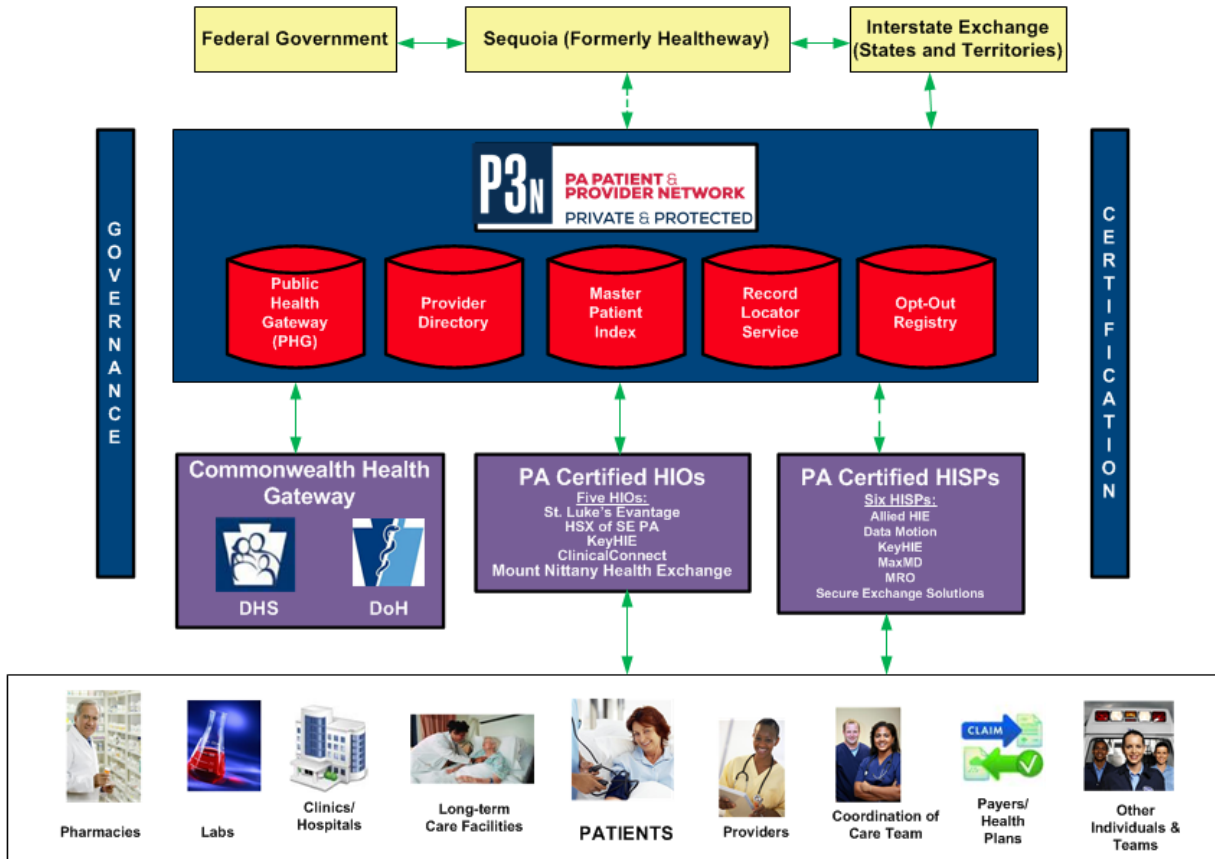 Federal Government
Sequoia (Formerly Healtheway)
Interstate Exchange
(States and Territories)
GOVERNANCE
P3N
PA PATIENT &
PROVIDER NETWORK
PRIVATE & PROTECTED
CERTIFICATION
Public
Health
Gateway
(PHG)
Provider
Directory
Master
Patient
Index
Record
Locator
Service
Opt-Out
Registry
Commonwealth Health
Gateway
DHS
DoH
PA Certified HIOs
Five HIOs:
St. Luke's Evantage
HSX of SE PA
KeyHIE
ClinicalConnect
Mount Nittany Health Exchange
PA Certified HISPs
Six HISPs:
Allied HIE
Data Motion
KeyHIE
MaxMD
MRO
Secure Exchange Solutions
Pharmacies
Labs
Clinics/
Hospitals
Long-term
Care Facilities
PATIENTS
Providers
Coordination of
Care Team
CLAIM
Payers/
Health
Plans
Other
Individuals &
Teams